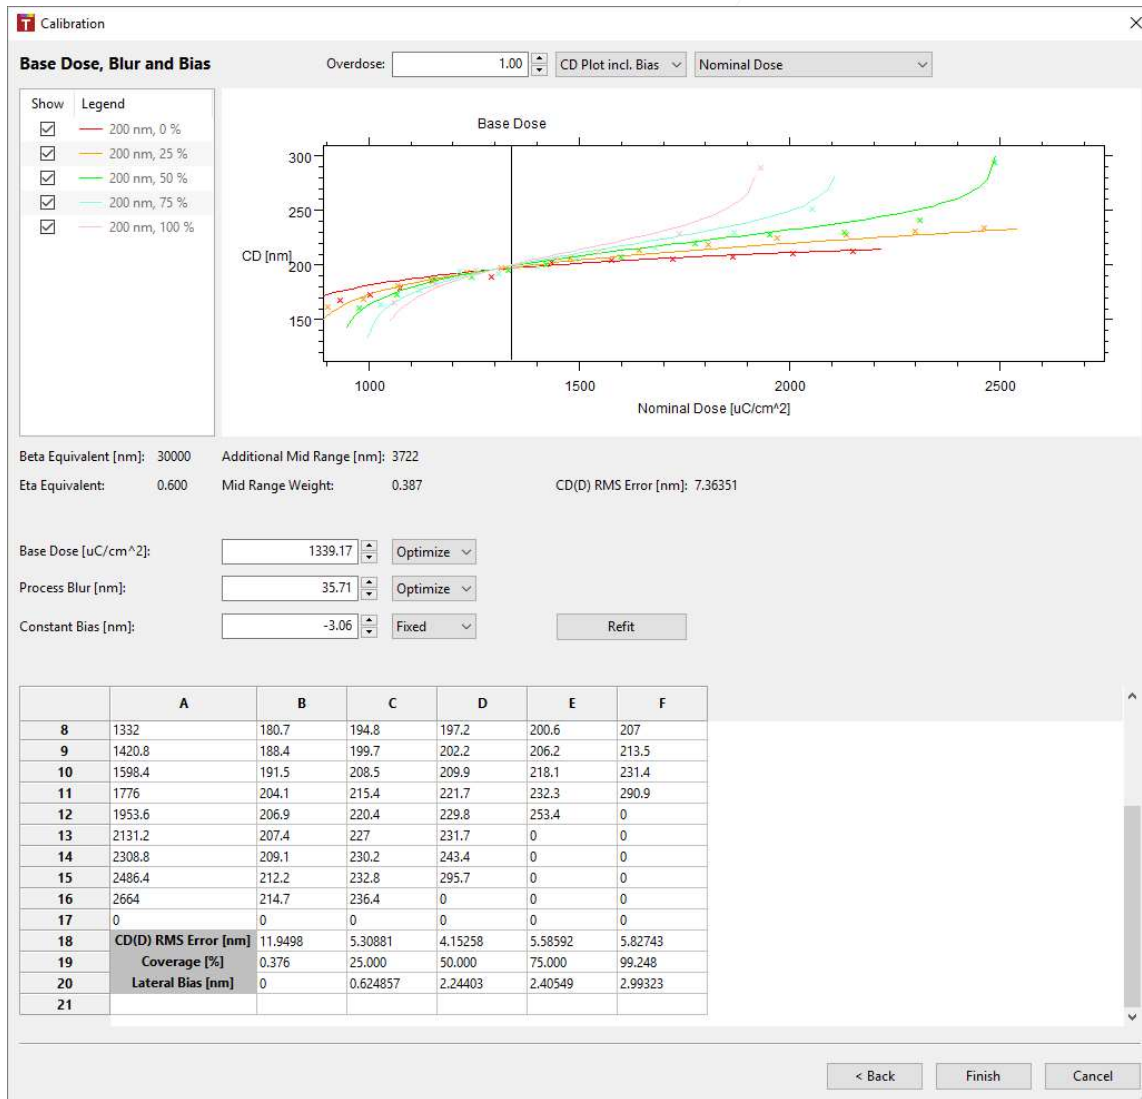 T Calibration
Base Dose, Blur and Bias Overdose: 1.00 CD Plot incl. Bias Nominal Dose
Show Legend
200 nm, 0 %
200 nm, 25 %
200 nm, 50 %
200 nm, 75 %
200 nm, 100 %
Base Dose
300
250
CD [nm] 200
150
1000 1500 2000 2500
Nominal Dose [uC/cm^2]
Beta Equivalent [nm]: 30000 Additional Mid Range [nm]: 3722
Eta Equivalent: 0.600 Mid Range Weight: 0.387 CD(D) RMS Error [nm]: 7.36351
Base Dose [uC/cm^2]: 1339.17 Optimize
Process Blur [nm]: 35.71 Optimize
Constant Bias [nm]: -3.06 Fixed Refit
A B C D E F
8 1332 180.7 194.8 197.2 200.6 207
9 1420.8 188.4 199.7 202.2 206.2 213.5
10 1598.4 191.5 208.5 209.9 218.1 231.4
11 1776 204.1 215.4 221.7 232.3 290.9
12 1953.6 206.9 220.4 229.8 253.4 0
13 2131.2 207.4 227 231.7 0 0
14 2308.8 209.1 230.2 243.4 0 0
15 2486.4 212.2 232.8 295.7 0 0
16 2664 214.7 236.4 0 0 0
17 0 0 0 0 0 0
18 CD(D) RMS Error [nm] 11.9498 5.30881 4.15258 5.58592 5.82743
19 Coverage [%] 0.376 25.000 50.000 75.000 99.248
20 Lateral Bias [nm] 0 0.624857 2.24403 2.40549 2.99323
21
< Back Finish Cancel